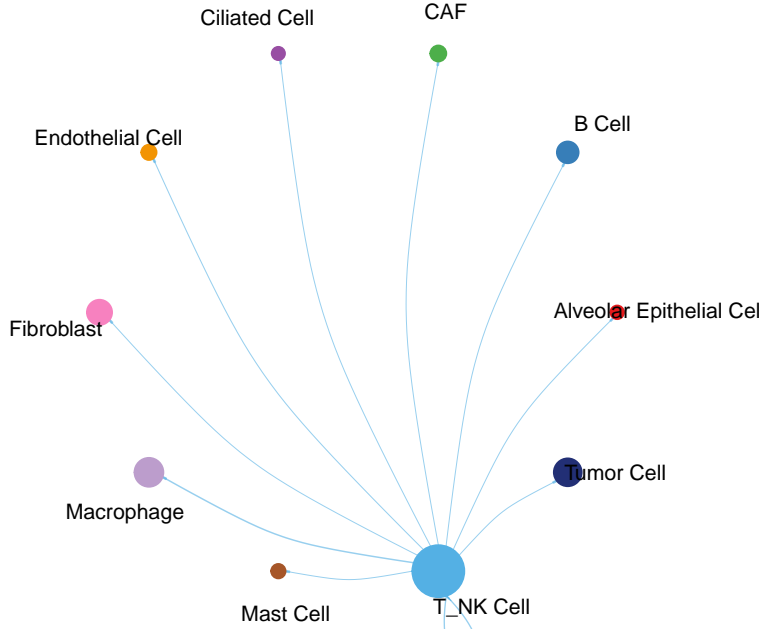 CAF
Ciliated Cell
B Cell
Endothelial Cell
Alveolar Epithelial Cel
Fibroblast
Tumor Cell
Macrophage
T_NK Cell
Mast Cell